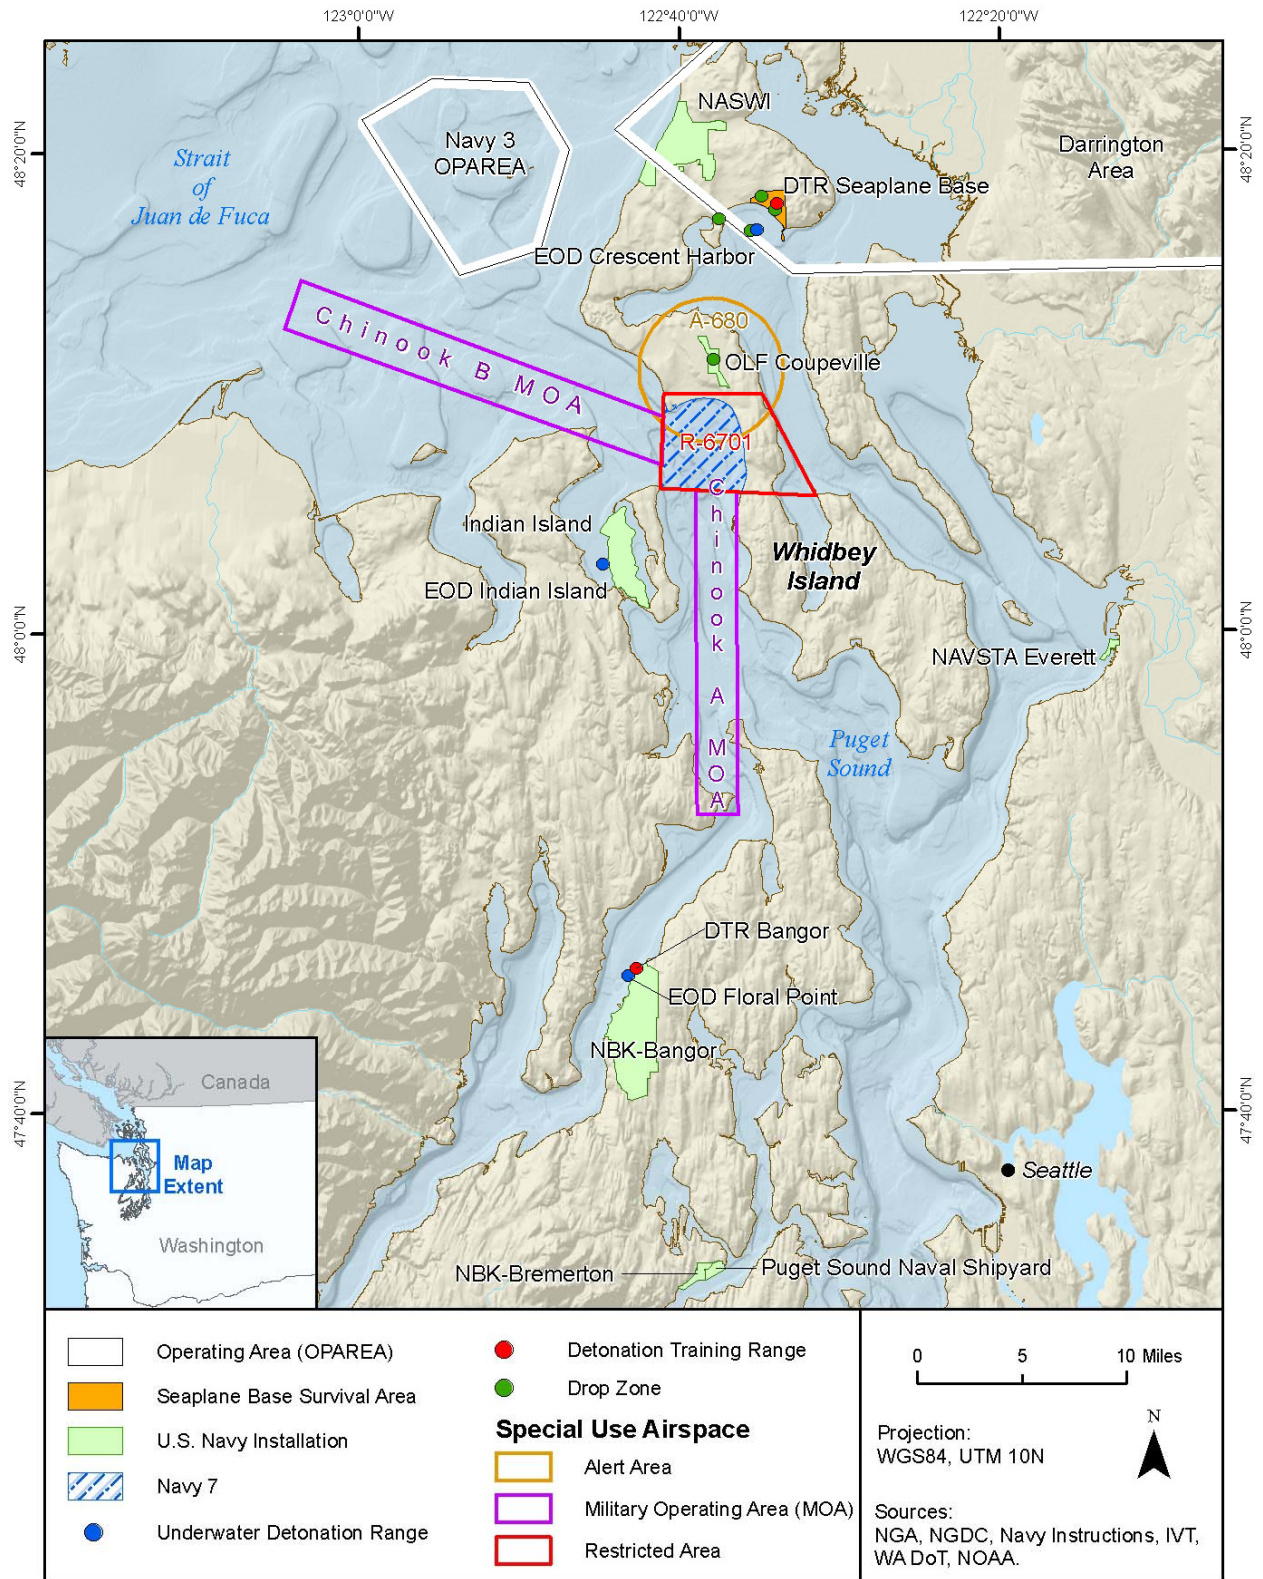 123°0'0"W
122°40'0"W
122°20'0"W
48°20'0"N
48°20'0"N
48°0'0"N
48°0'0"N
47°40'0"N
47°40'0"N
NASWI
Navy 3
OPAREA
Darrington
Area
Strait
of
Juan de Fuca
DTR Seaplane Base
EOD Crescent Harbor
Chinook B MOA
A-680
OLF Coupeville
R-6701
Indian Island
Whidbey
Island
EOD Indian Island
Chinook A MOA
NAVSTA Everett
Puget
Sound
DTR Bangor
EOD Floral Point
NBK-Bangor
Seattle
NBK-Bremerton
Puget Sound Naval Shipyard
Canada
Map
Extent
Washington
Operating Area (OPAREA)
Seaplane Base Survival Area
U.S. Navy Installation
Navy 7
Underwater Detonation Range
Detonation Training Range
Drop Zone
Special Use Airspace
Alert Area
Military Operating Area (MOA)
Restricted Area
0 5 10 Miles
N
Projection:
WGS84, UTM 10N
Sources:
NGA, NGDC, Navy Instructions, IVT,
WA DoT, NOAA.